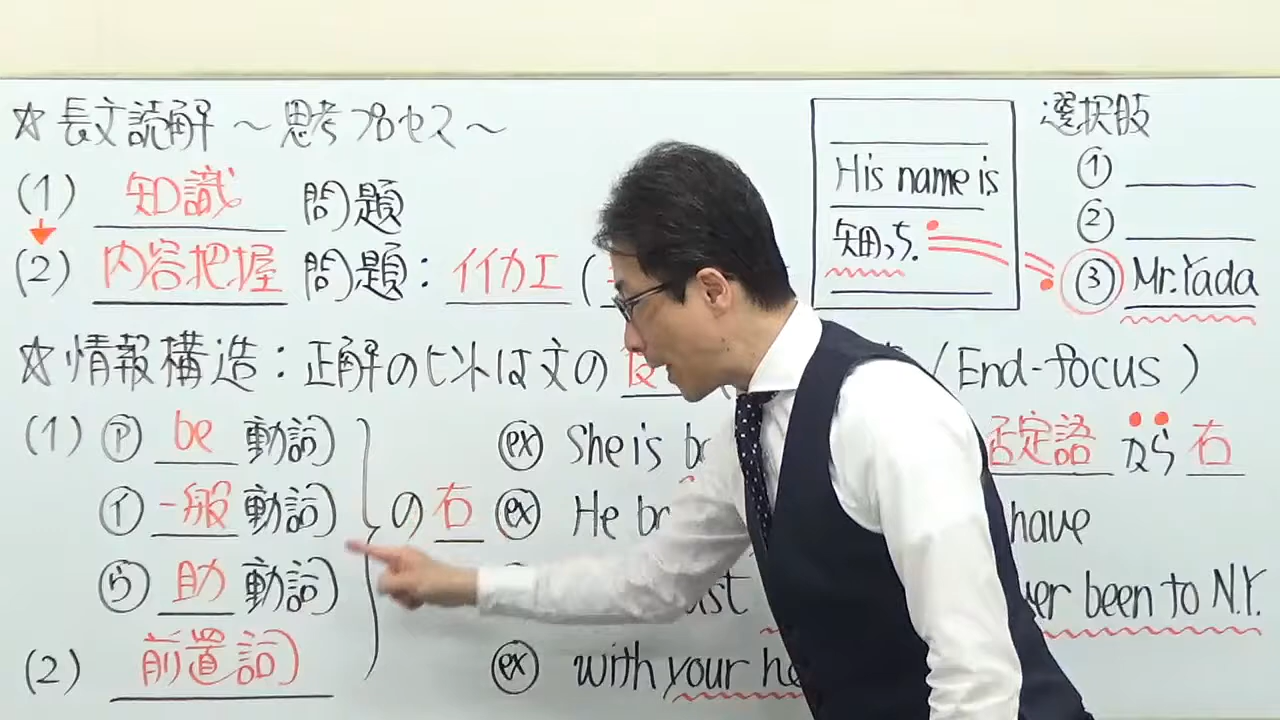 ☆ 長文読解 ～思考プロセス～
(1) 知識 問題
(2) 内容把握 問題: イイカエ (
His name is
知田っち.
選択肢
①
②
③ Mr.Yada
☆ 情報構造: 正解のヒントは文の / End-focus )
(1) ㋐ be 動詞
㋑ 一般 動詞
㋒ 助 動詞
の 右
(2) 前置詞
ex She is
ex He
ex with your
否定語 なら 右
have
been to N.Y.